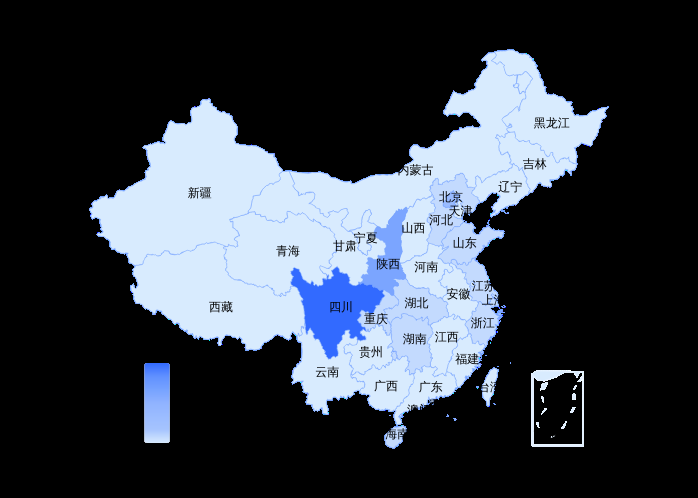 黑龙江
吉林
内蒙古
辽宁
新疆
北京
天津
河北
山西
宁夏
甘肃
山东
青海
陕西
河南
江苏
安徽
上海
西藏
四川
湖北
重庆
浙江
湖南
江西
贵州
福建
云南
广西
广东
台湾
澳门
海南